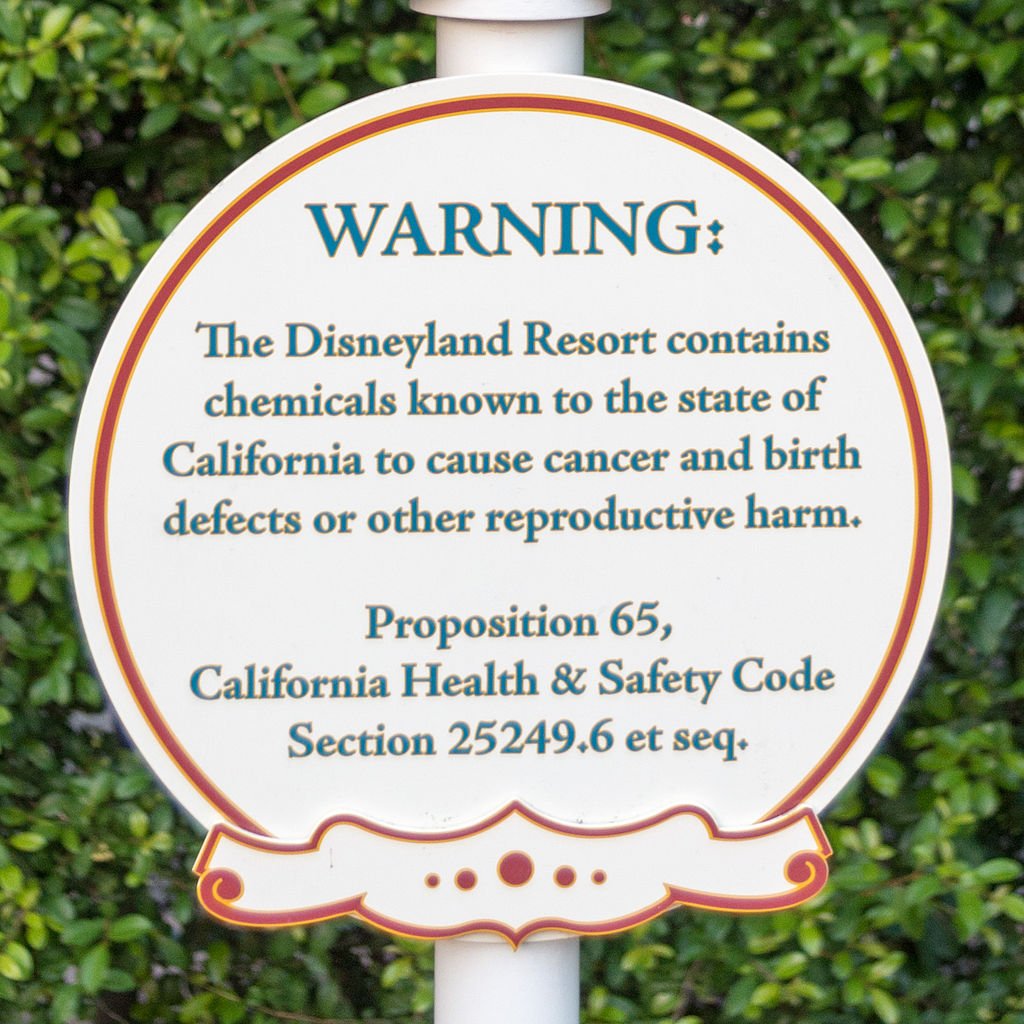 WARNING:
The Disneyland Resort contains
chemicals known to the state of
California to cause cancer and birth
defects or other reproductive harm.
Proposition 65,
California Health & Safety Code
Section 25249.6 et seq.